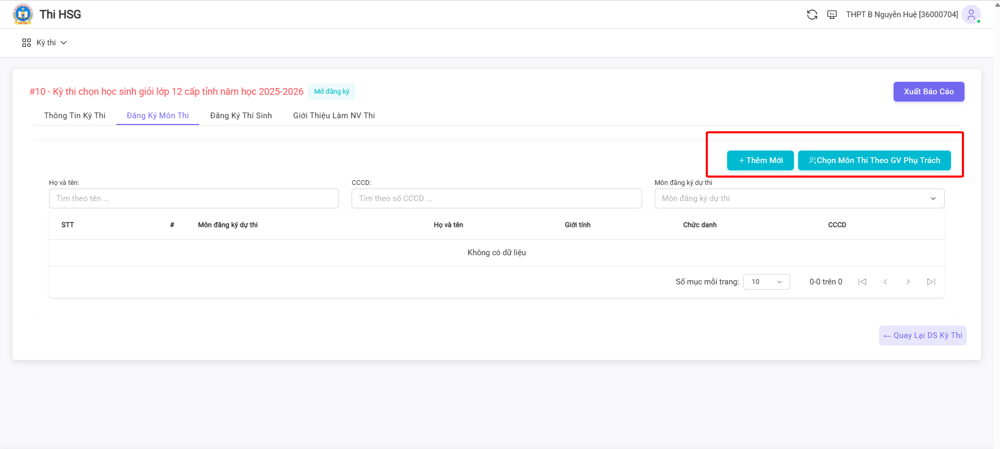 Thi HSG
THPT B Nguyễn Huệ [36000704]
Kỳ thi
#10 - Kỳ thi chọn học sinh giỏi lớp 12 cấp tỉnh năm học 2025-2026 Mở đăng ký
Xuất Báo Cáo
Thông Tin Kỳ Thi Đăng Ký Môn Thi Đăng Ký Thí Sinh Giới Thiệu Làm NV Thi
+ Thêm Mới Chọn Môn Thi Theo GV Phụ Trách
Họ và tên: CCCD: Môn đăng ký dự thi
Tìm theo tên ... Tìm theo số CCCD ... Môn đăng ký dự thi
STT # Môn đăng ký dự thi Họ và tên Giới tính Chức danh CCCD
Không có dữ liệu
Số mục mỗi trang: 10 0-0 trên 0
← Quay Lại DS Kỳ Thi